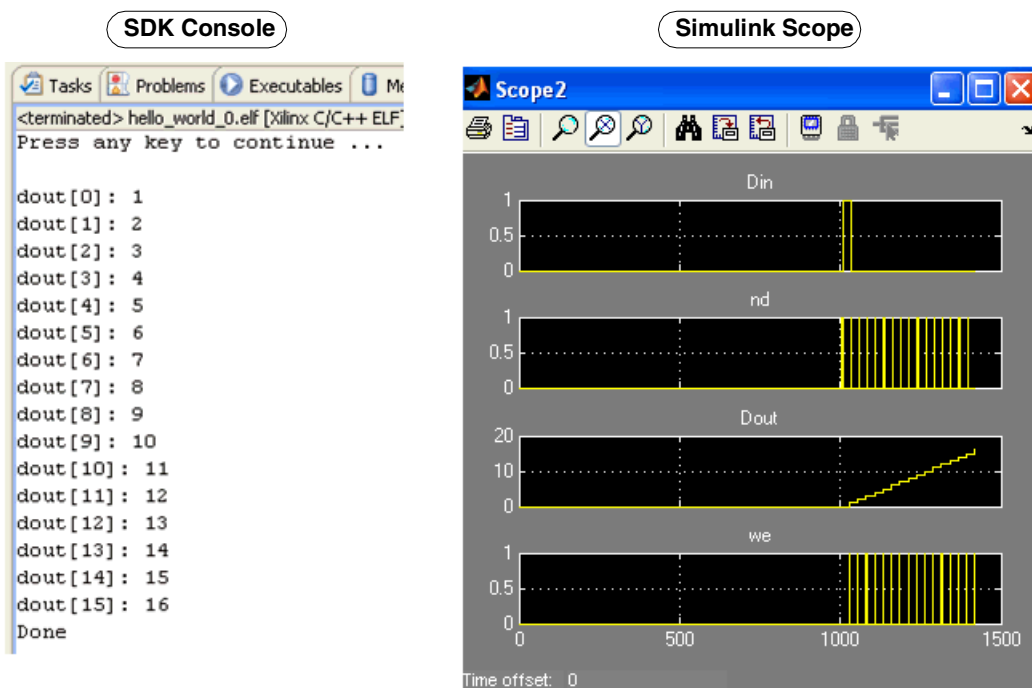 SDK Console
Simulink Scope
Tasks Problems Executables
<terminated> hello_world_0.elf [Xilinx C/C++ ELF]
Press any key to continue ...
dout[0]: 1
dout[1]: 2
dout[2]: 3
dout[3]: 4
dout[4]: 5
dout[5]: 6
dout[6]: 7
dout[7]: 8
dout[8]: 9
dout[9]: 10
dout[10]: 11
dout[11]: 12
dout[12]: 13
dout[13]: 14
dout[14]: 15
dout[15]: 16
Done
Scope2
Din
1
0.5
0
nd
1
0.5
0
Dout
20
10
0
we
1
0.5
0
0 500 1000 1500
Time offset: 0